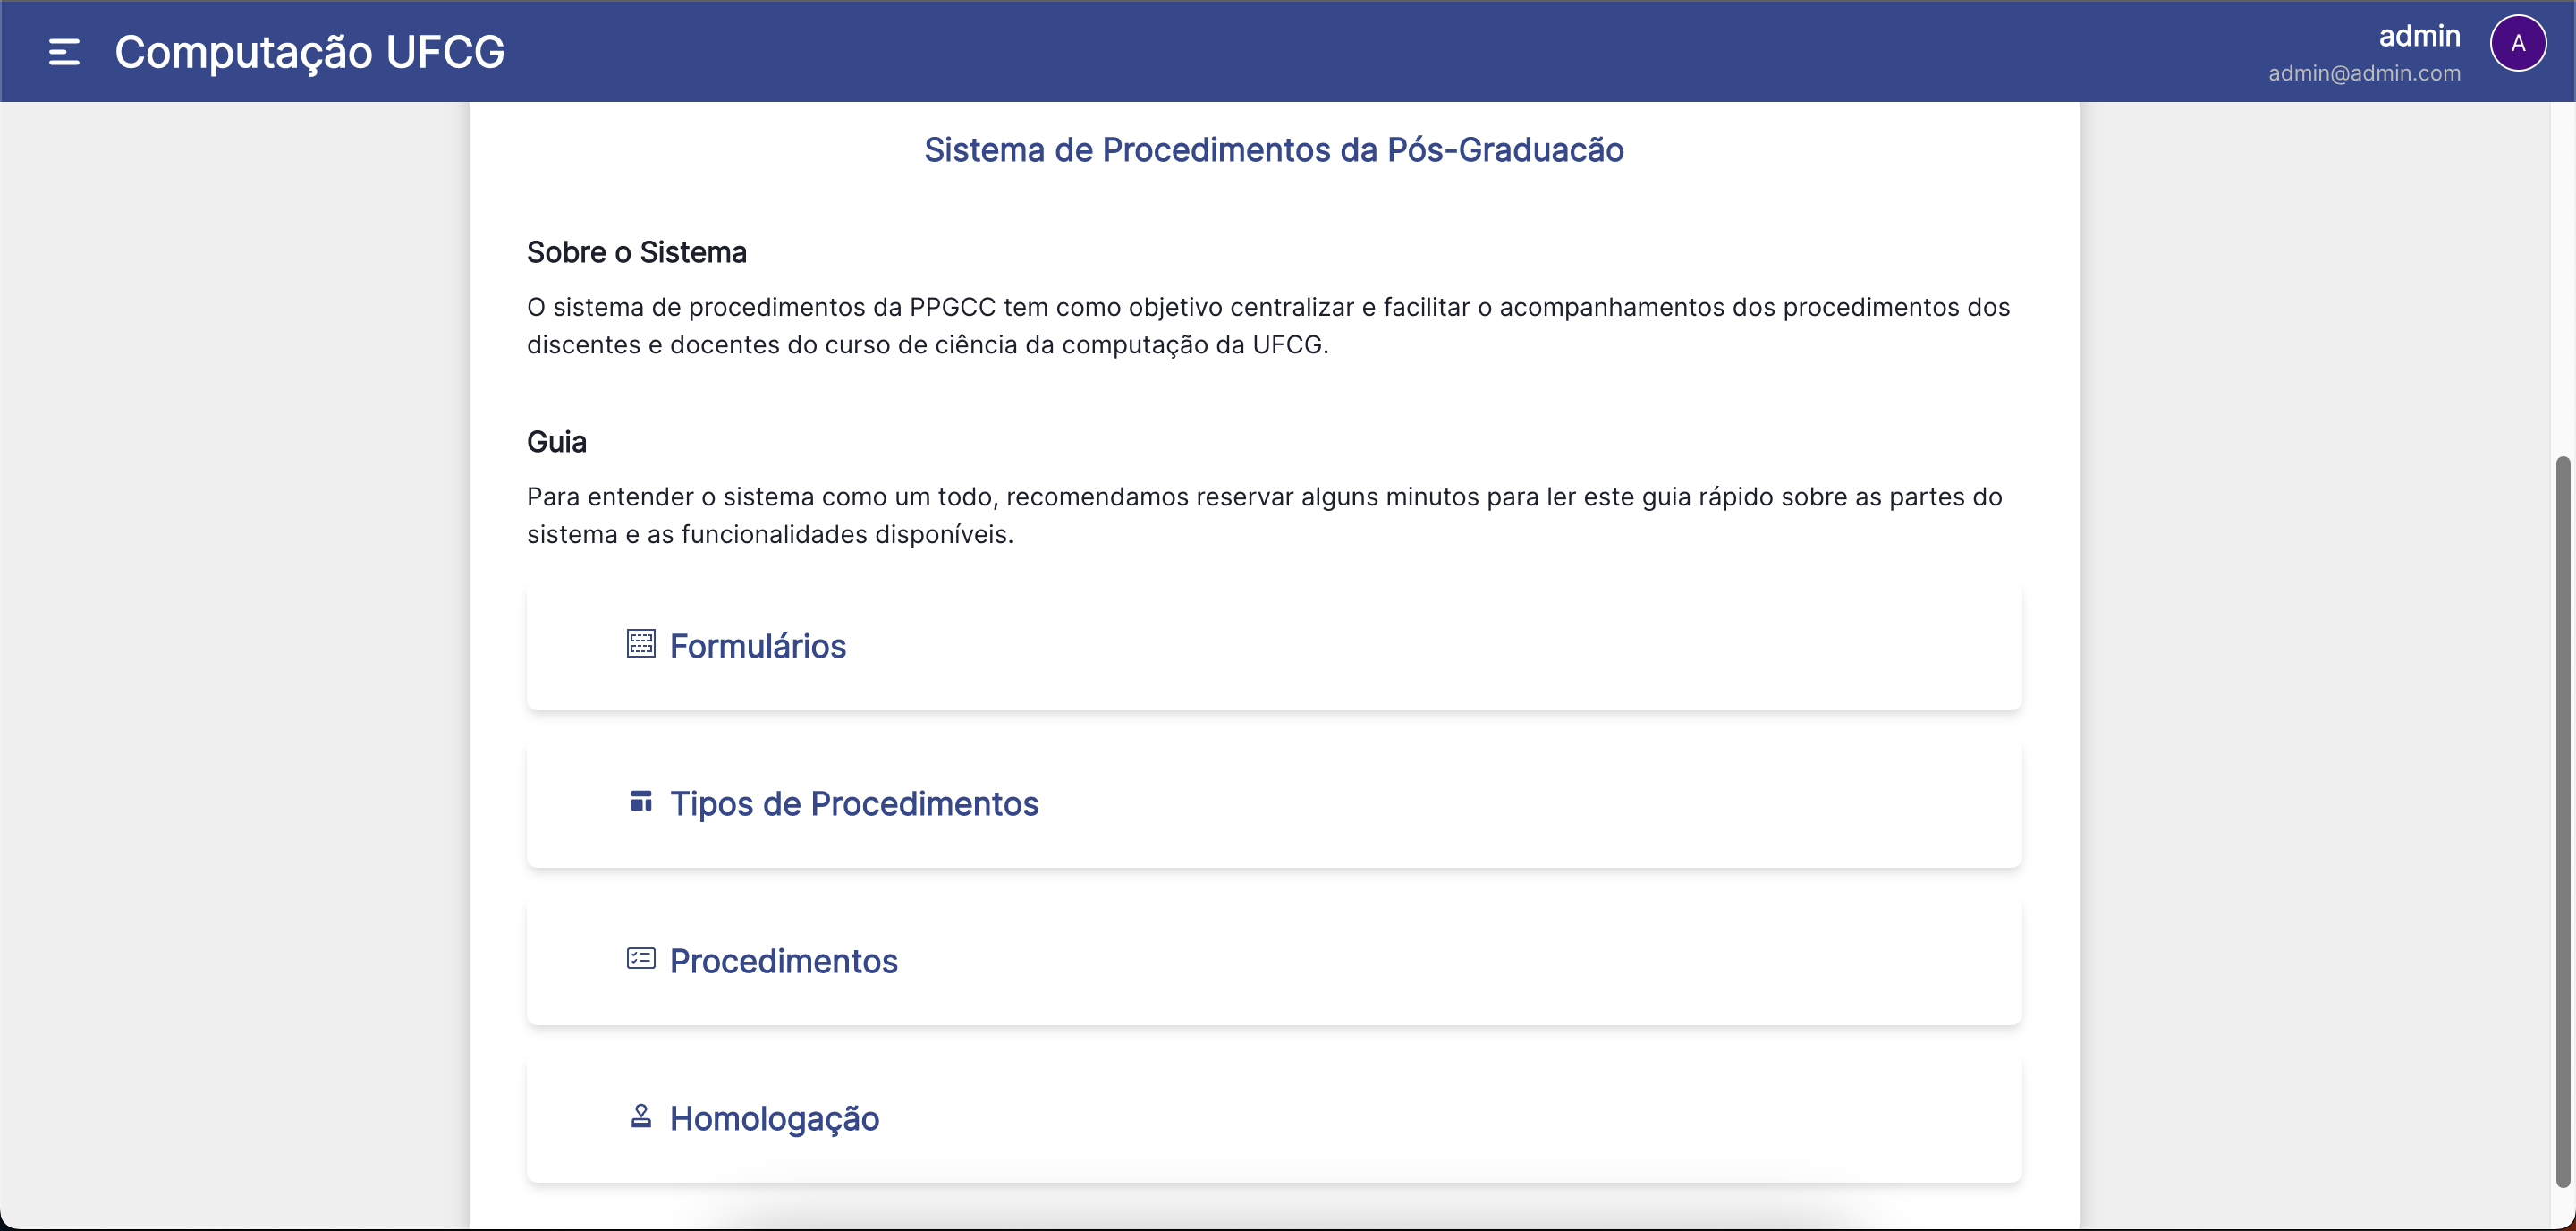 Computação UFCG
admin
admin@admin.com
A
Sistema de Procedimentos da Pós-Graduacão
Sobre o Sistema
O sistema de procedimentos da PPGCC tem como objetivo centralizar e facilitar o acompanhamentos dos procedimentos dos
discentes e docentes do curso de ciência da computação da UFCG.
Guia
Para entender o sistema como um todo, recomendamos reservar alguns minutos para ler este guia rápido sobre as partes do
sistema e as funcionalidades disponíveis.
Formulários
Tipos de Procedimentos
Procedimentos
Homologação